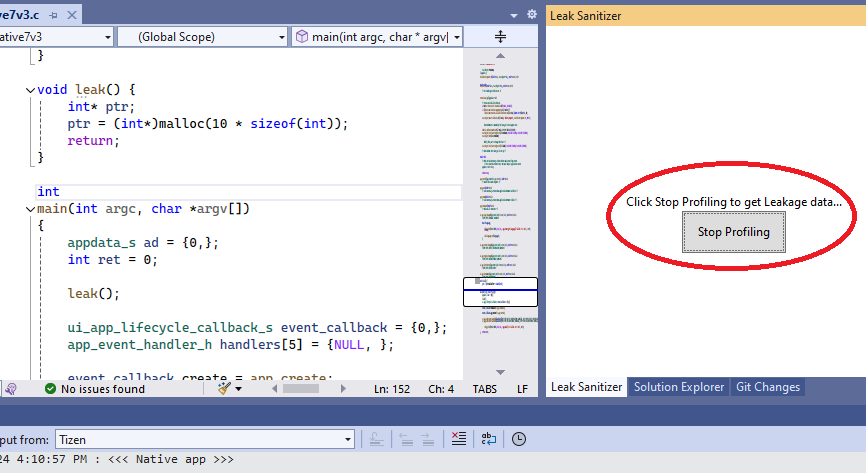 ve7v3.c
Leak Sanitizer
ative7v3
(Global Scope)
main(int argc, char * argv|
}
void leak() {
int* ptr;
ptr = (int*)malloc(10 * sizeof(int));
return;
}
int
main(int argc, char *argv[])
{
appdata_s ad = {0,};
int ret = 0;
leak();
ui_app_lifecycle_callback_s event_callback = {0,};
app_event_handler_h handlers[5] = {NULL, };
event_callback.create = app_create;
Click Stop Profiling to get Leakage data...
Stop Profiling
No issues found
Ln: 152
Ch: 4
TABS
LF
Leak Sanitizer
Solution Explorer
Git Changes
put from:
Tizen
24 4:10:57 PM : <<< Native app >>>